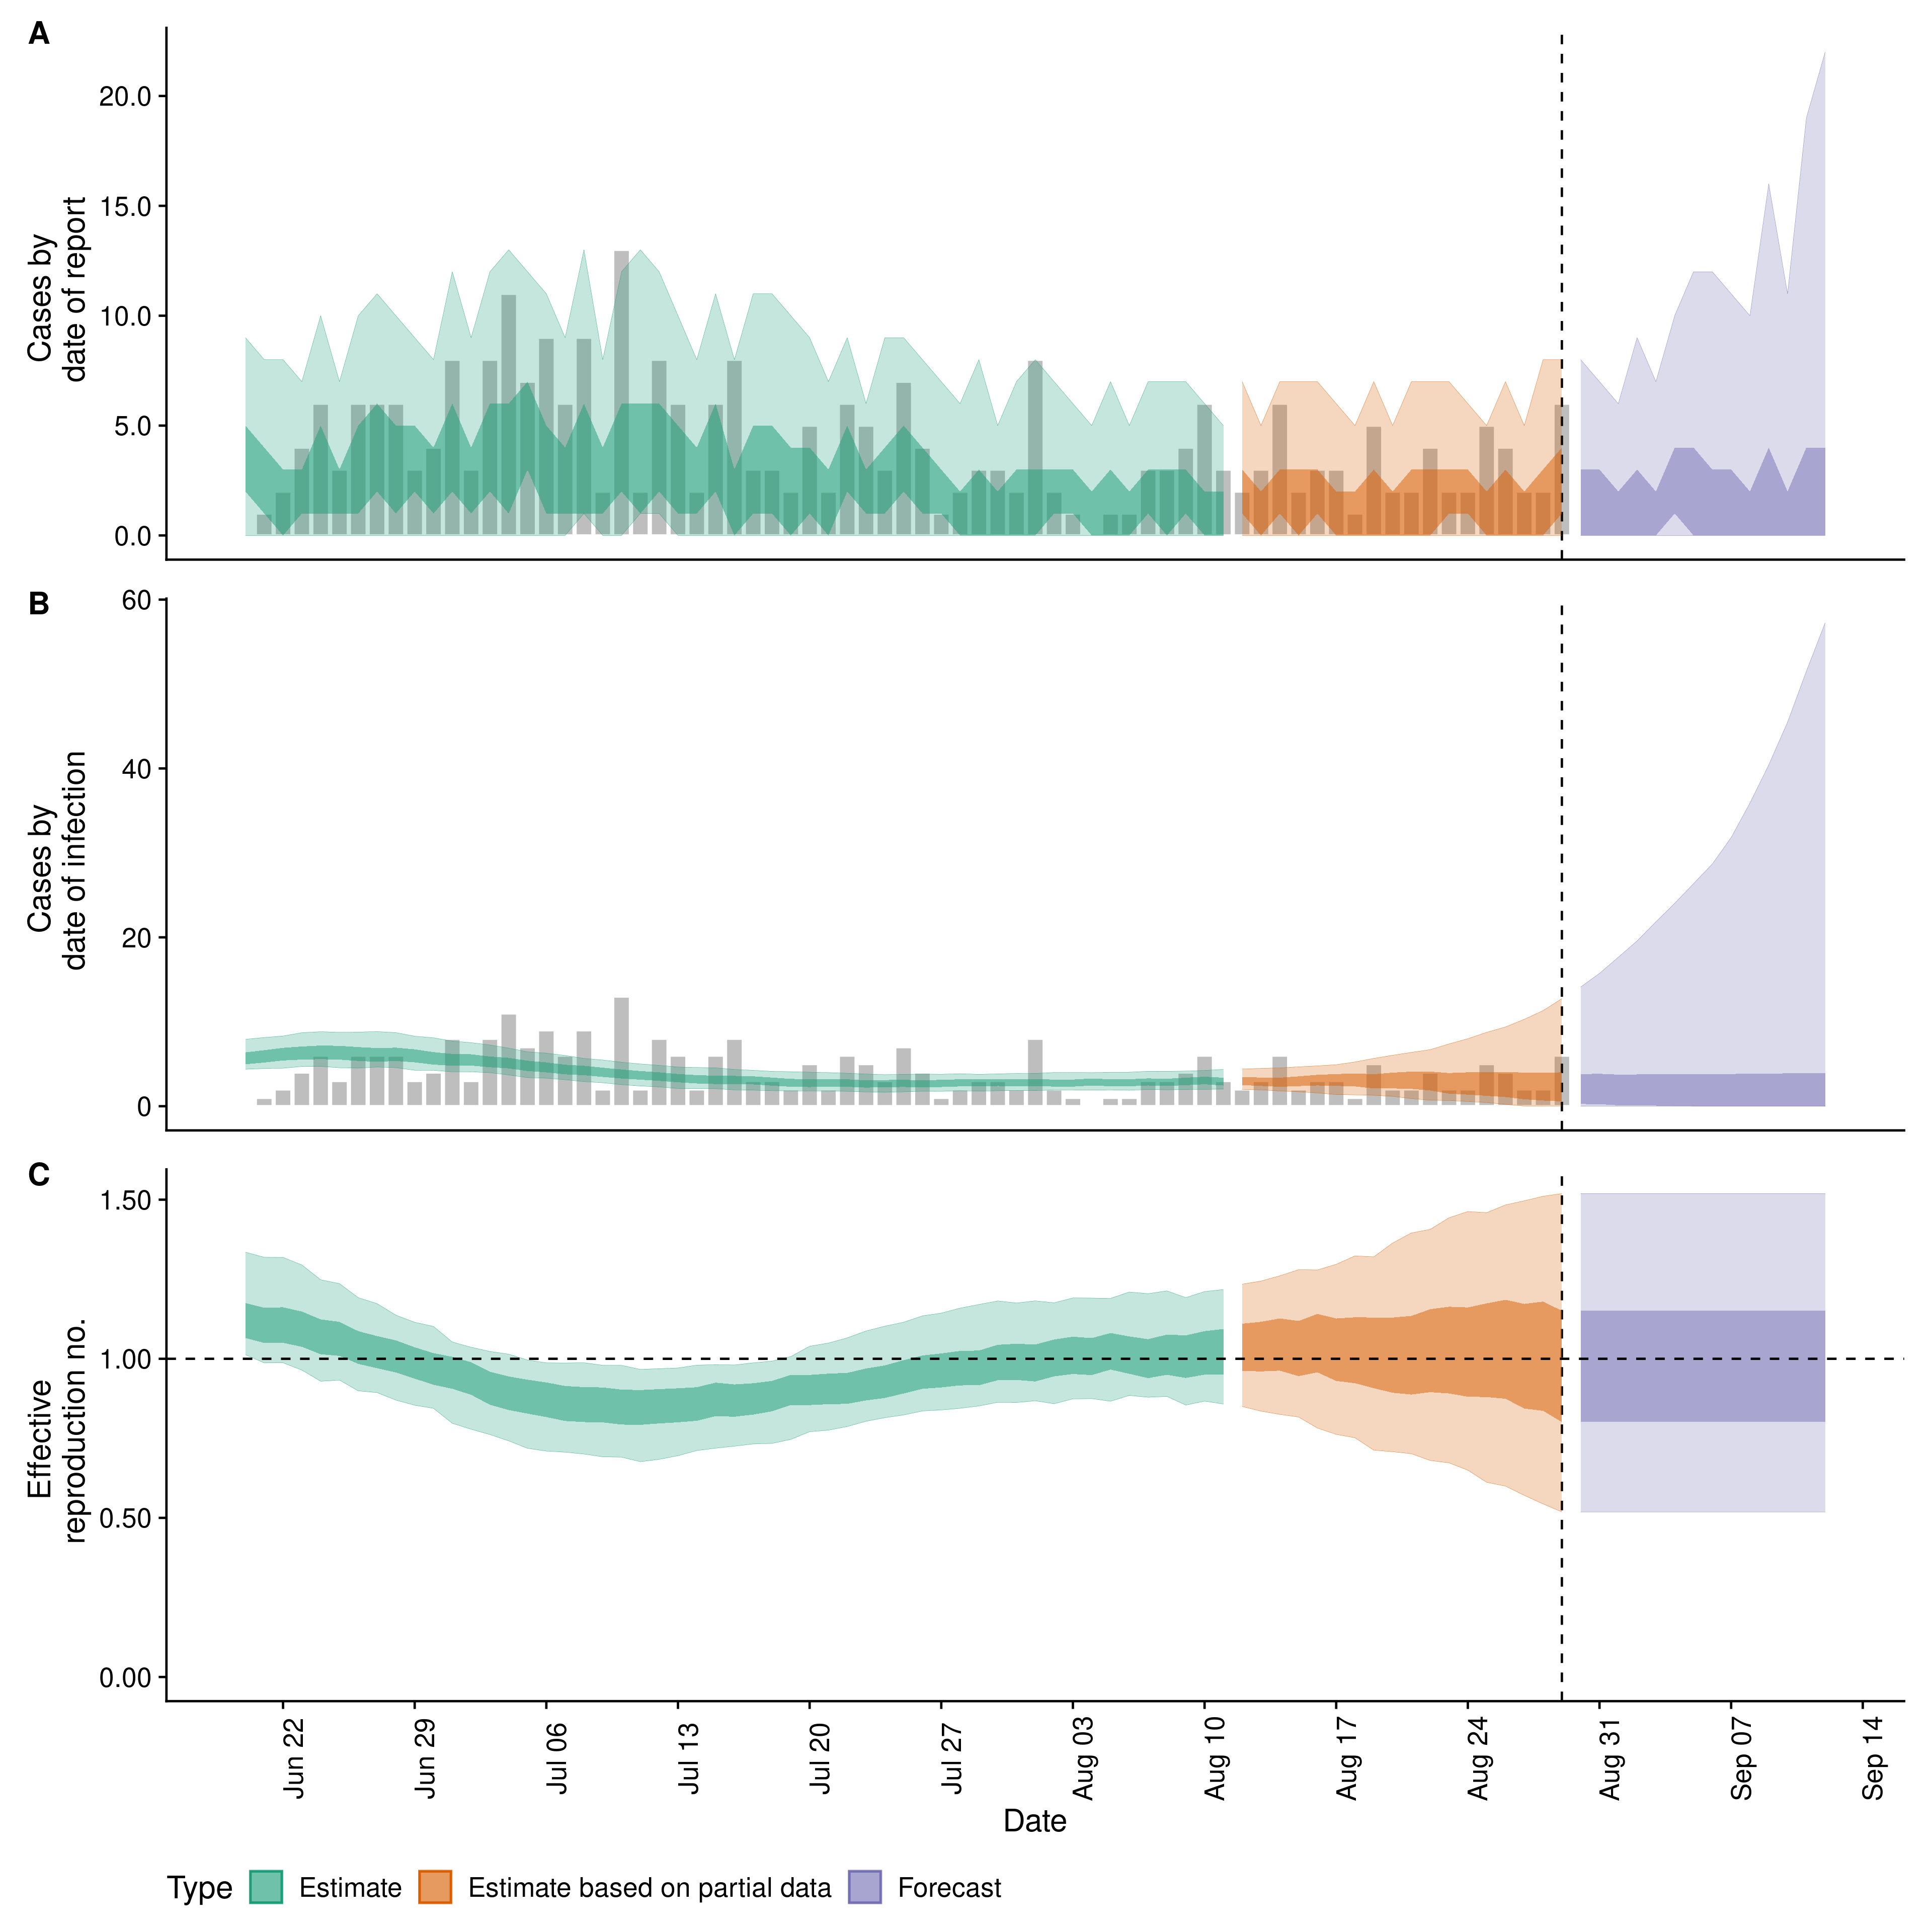 A
Cases by
date of report
20.0
15.0
10.0
5.0
0.0
B
Cases by
date of infection
60
40
20
0
C
Effective
reproduction no.
1.50
1.00
0.50
0.00
Jun 22
Jun 29
Jul 06
Jul 13
Jul 20
Jul 27
Aug 03
Aug 10
Aug 17
Aug 24
Aug 31
Sep 07
Sep 14
Date
Type Estimate Estimate based on partial data Forecast